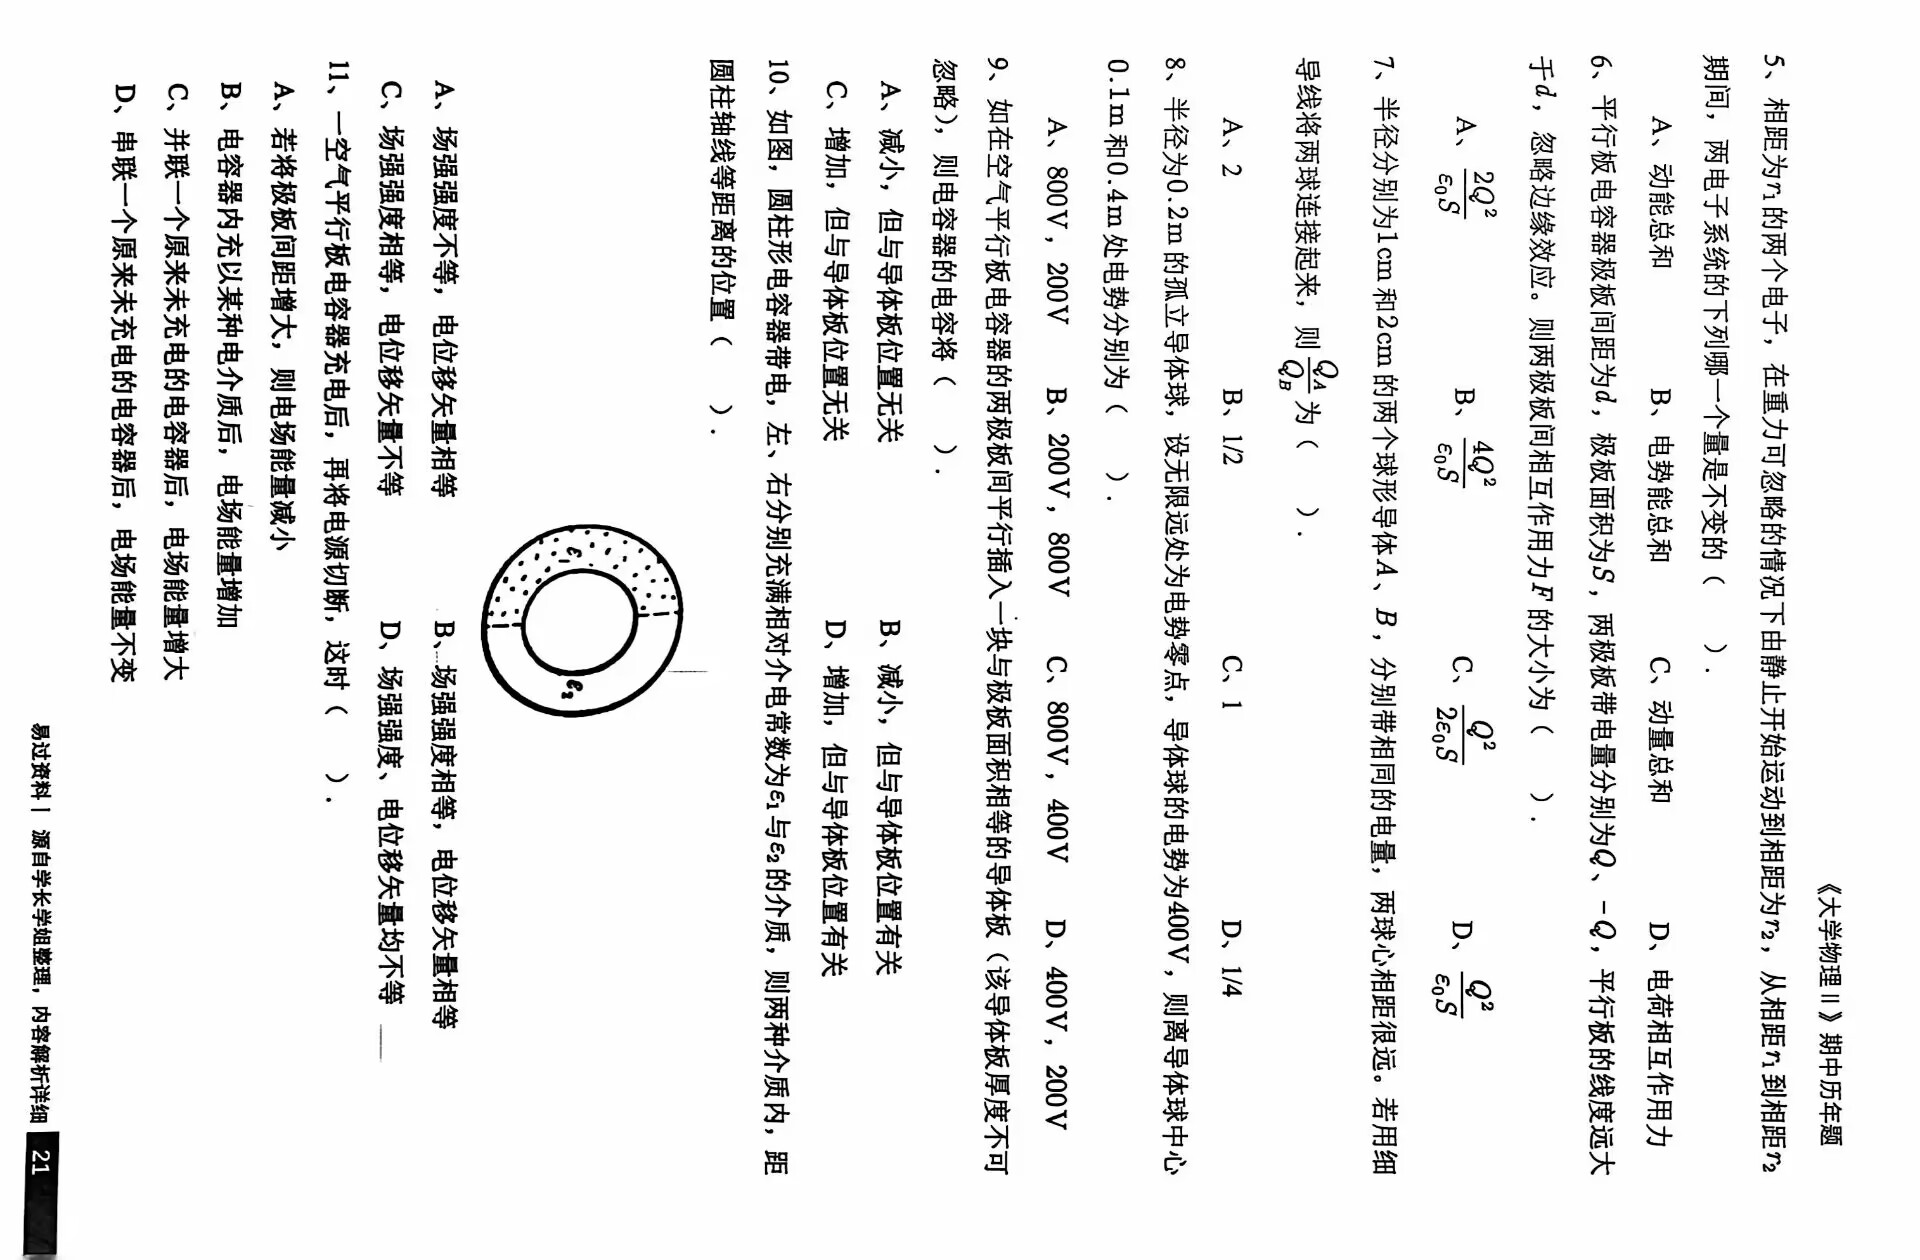 《大学物理II》期中历年题
5、相距为r₁的两个电子，在重力可忽略的情况下由静止开始运动到相距为r₂，从相距r₁到相距r₂
期间，两电子系统的下列哪一个量是不变的（ ）.
A、动能总和 B、电势能总和 C、动量总和 D、电荷相互作用力
6、平行板电容器极板间距为d，极板面积为S，两极板带电量分别为Q、-Q，平行板的线度远大
于d，忽略边缘效应。则两极板间相互作用力F的大小为（ ）.
A、2Q²/ε₀S B、4Q²/ε₀S C、Q²/2ε₀S D、Q²/ε₀S
7、半径分别为1cm和2cm的两个球形导体A、B，分别带相同的电量，两球心相距很远。若用细
导线将两球连接起来，则Q_A/Q_B为（ ）.
A、2 B、1/2 C、1 D、1/4
8、半径为0.2m的孤立导体球，设无限远处为电势零点，导体球的电势为400V，则离导体球中心
0.1m和0.4m处电势分别为（ ）.
A、800V，200V B、200V，800V C、800V，400V D、400V，200V
9、如在空气平行板电容器的两极板间平行插入一块与极板面积相等的导体板（该导体板厚度不可
忽略），则电容器的电容将（ ）.
A、减小，但与导体板位置无关 B、减小，但与导体板位置有关
C、增加，但与导体板位置无关 D、增加，但与导体板位置有关
10、如图，圆柱形电容器带电，左、右分别充满相对介电常数为ε₁与ε₂的介质，则两种介质内，距
圆柱轴线等距离的位置（ ）.
ε₁ ε₂
A、场强强度不等，电位移矢量相等 B、场强强度相等，电位移矢量相等
C、场强强度相等，电位移矢量不等 D、场强强度、电位移矢量均不等
11、一空气平行板电容器充电后，再将电源切断，这时（ ）.
A、若将极板间距增大，则电场能量减小
B、电容器内充以某种电介质后，电场能量增加
C、并联一个原来未充电的电容器后，电场能量增大
D、串联一个原来未充电的电容器后，电场能量不变
易过资料| 源自学长学姐整理，内容解析详细 21